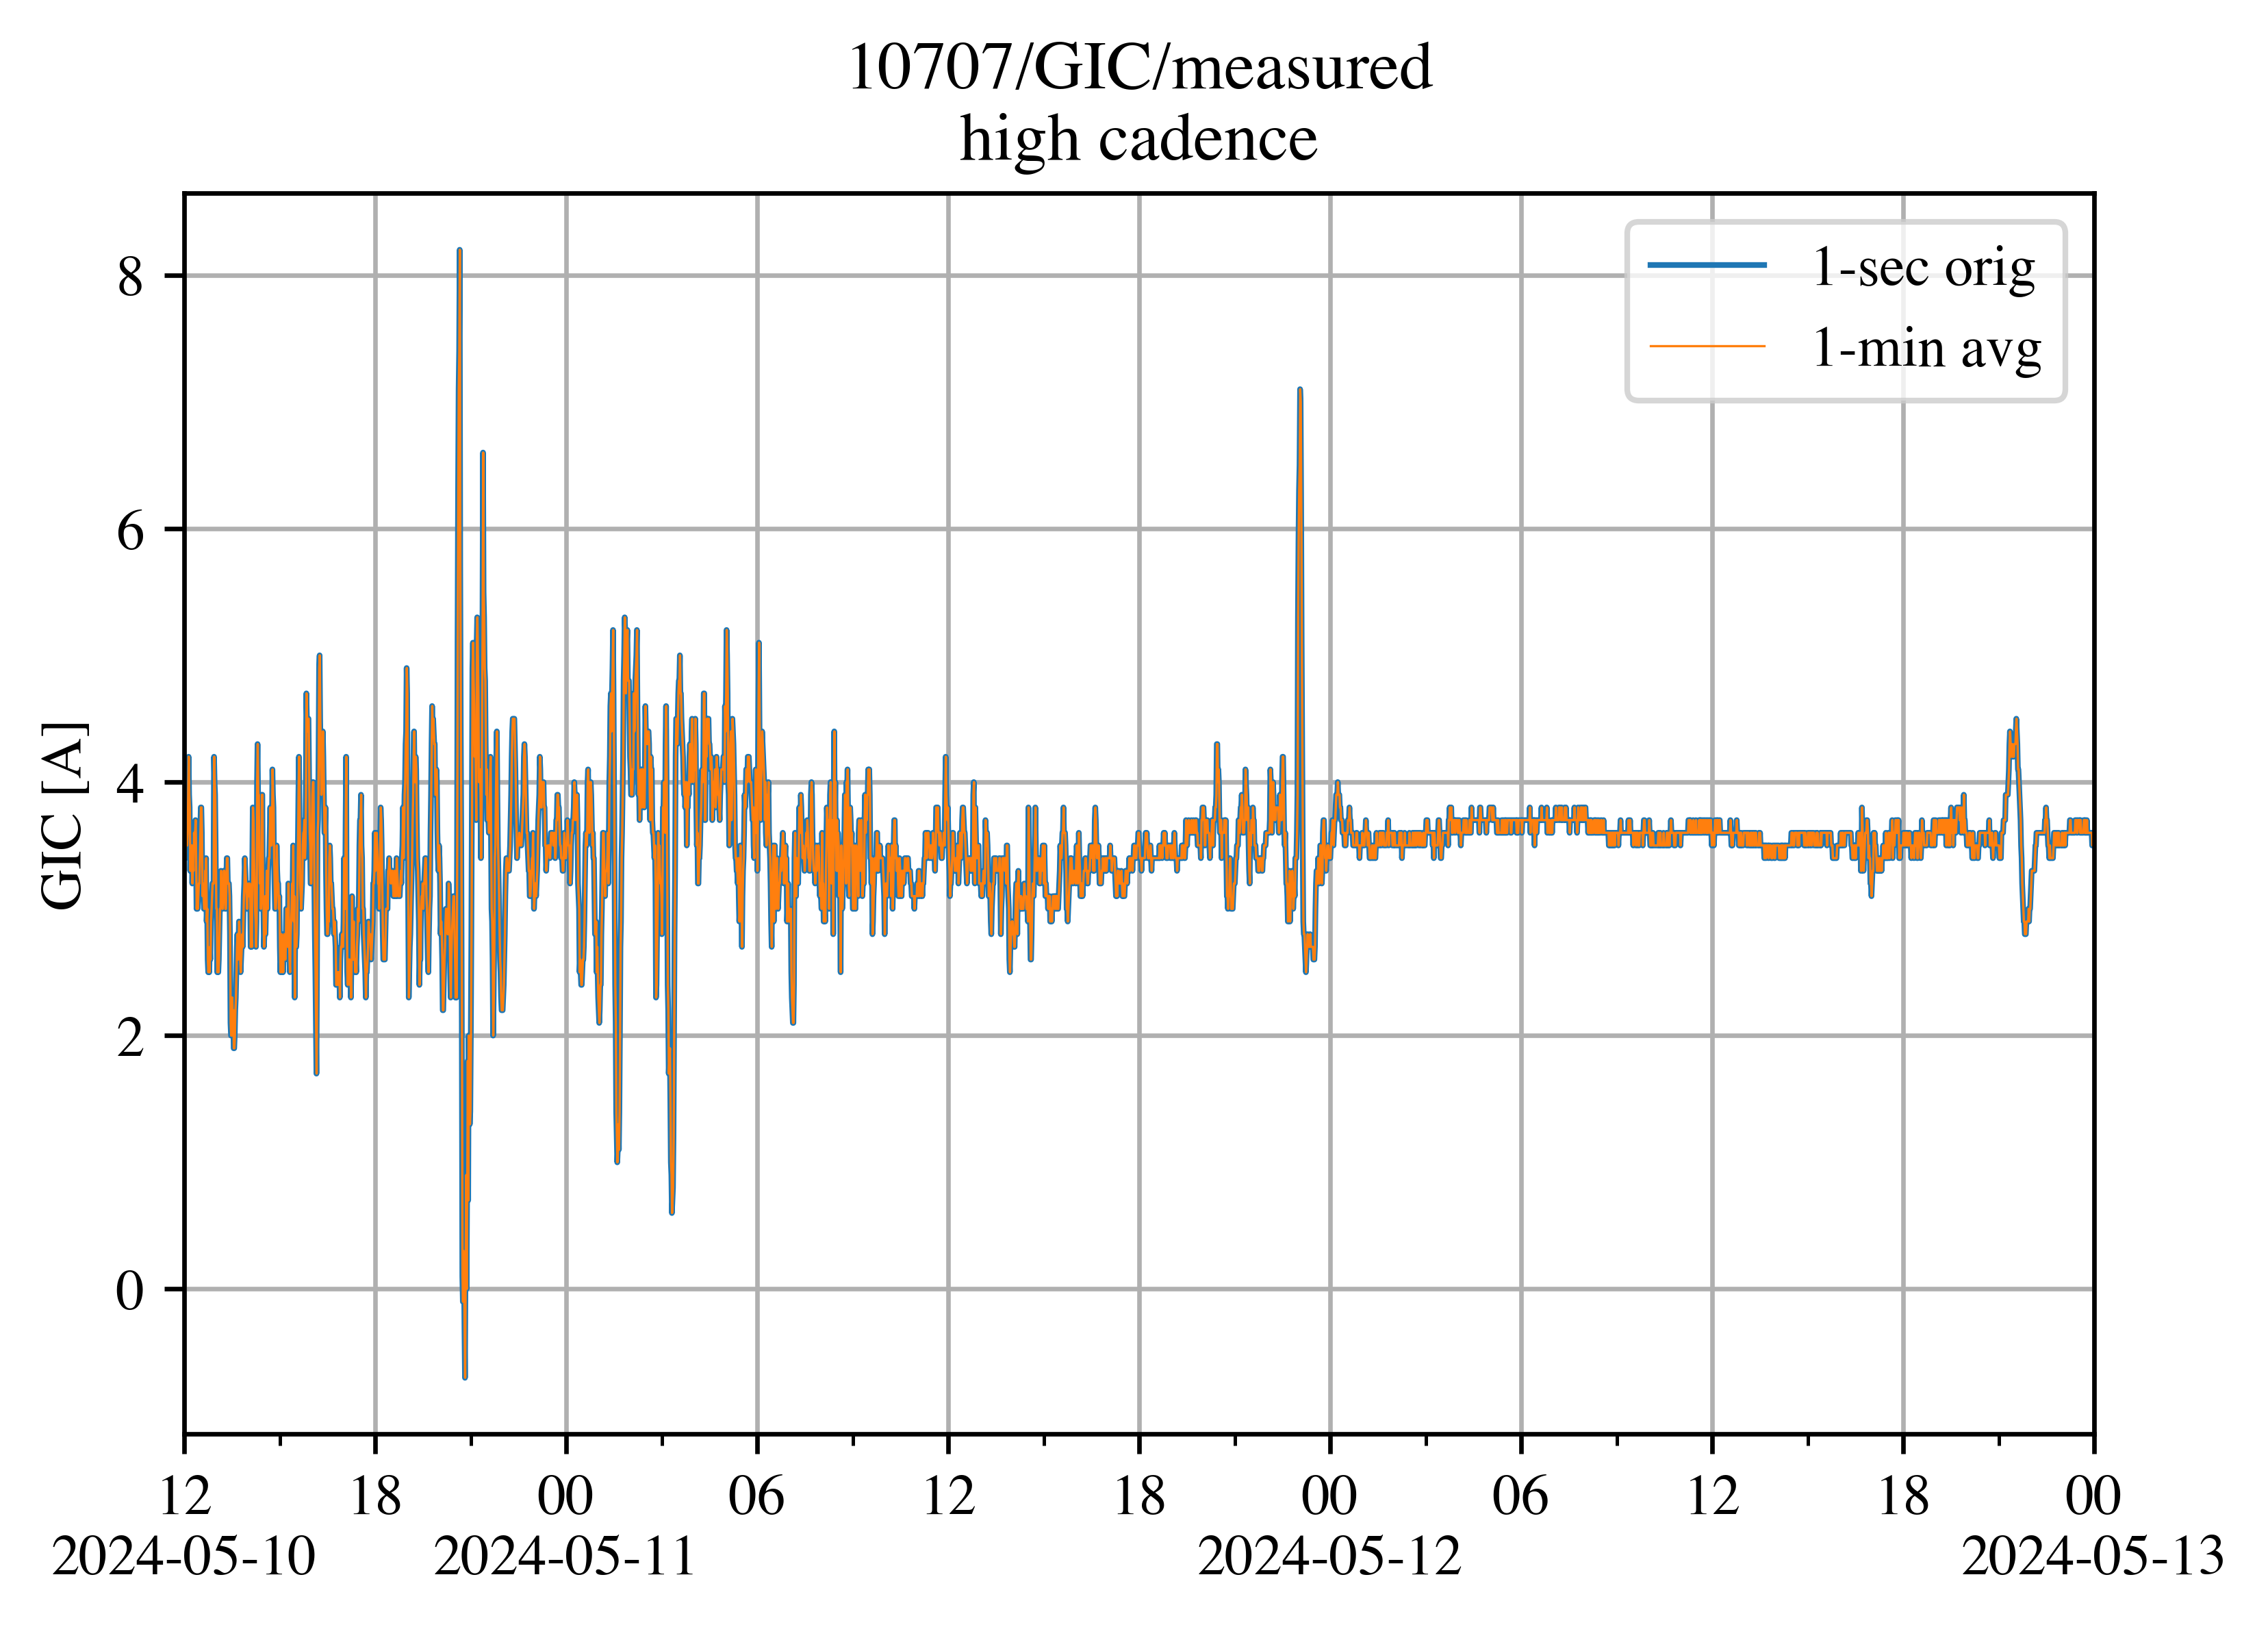 10707/GIC/measured
high cadence
1-sec orig
1-min avg
GIC [A]
8
6
4
2
0
12 18 00 06 12 18 00 06 12 18 00
2024-05-10 2024-05-11 2024-05-12 2024-05-13